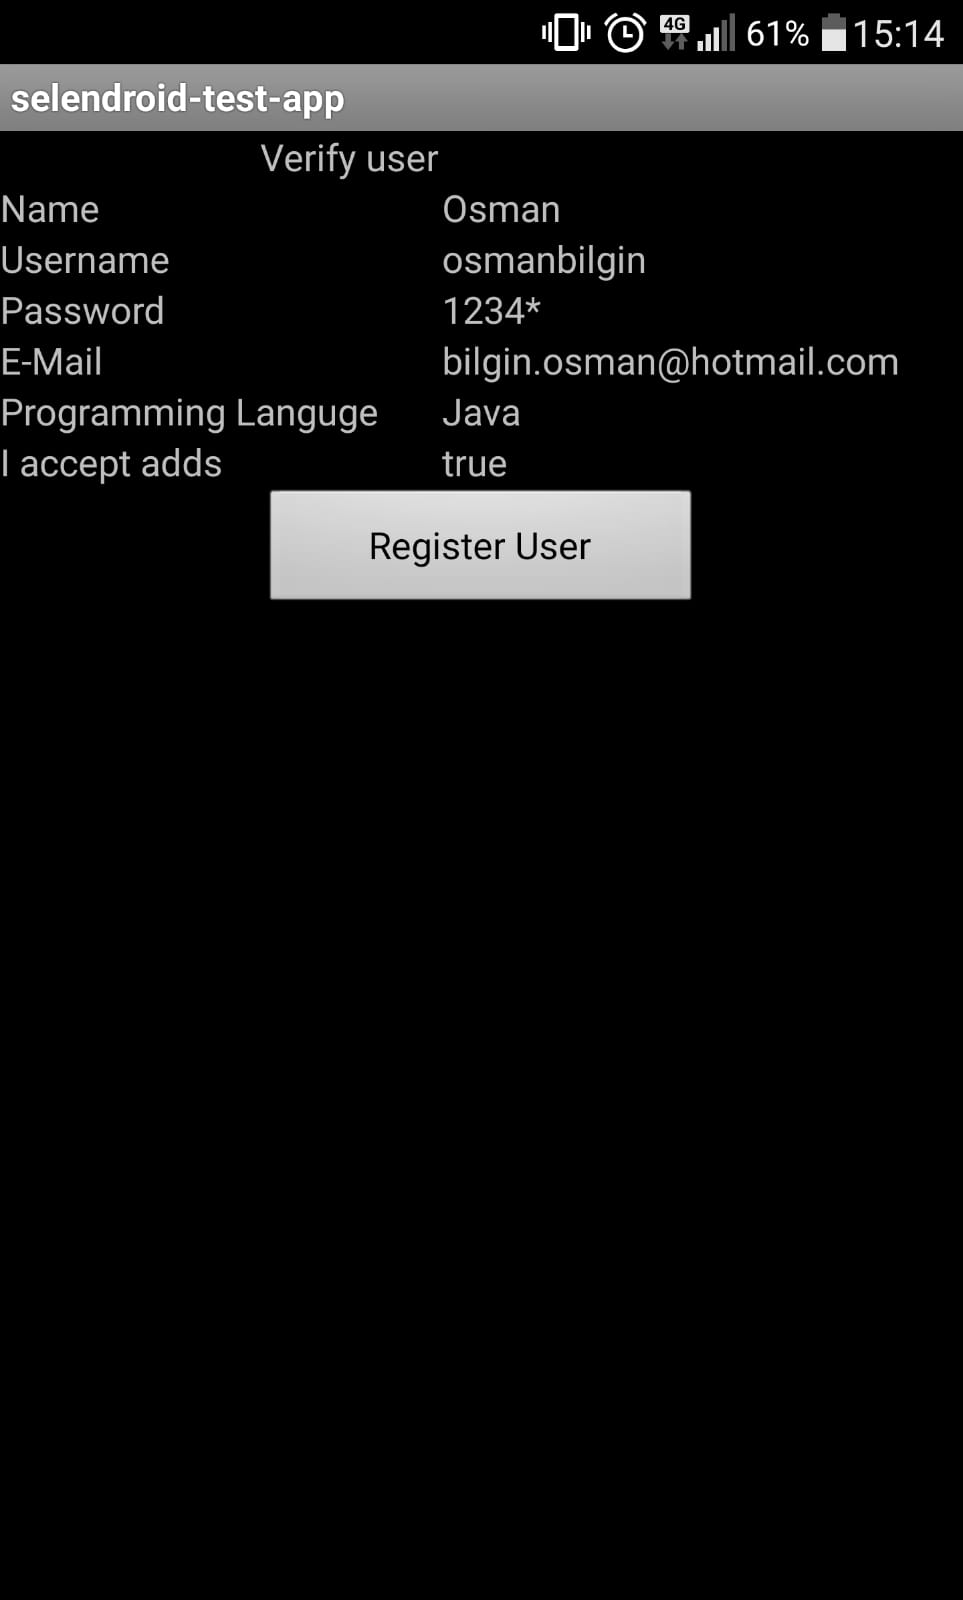 4G 61% 15:14
selendroid-test-app
Verify user
Name Osman
Username osmanbilgin
Password 1234*
E-Mail bilgin.osman@hotmail.com
Programming Languge Java
I accept adds true
Register User